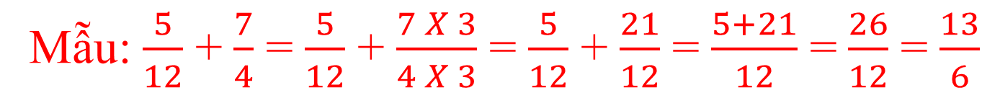 Mẫu: 5/12 + 7/4 = 5/12 + 7 X 3/4 X 3 = 5/12 + 21/12 = 5+21/12 = 26/12 = 13/6